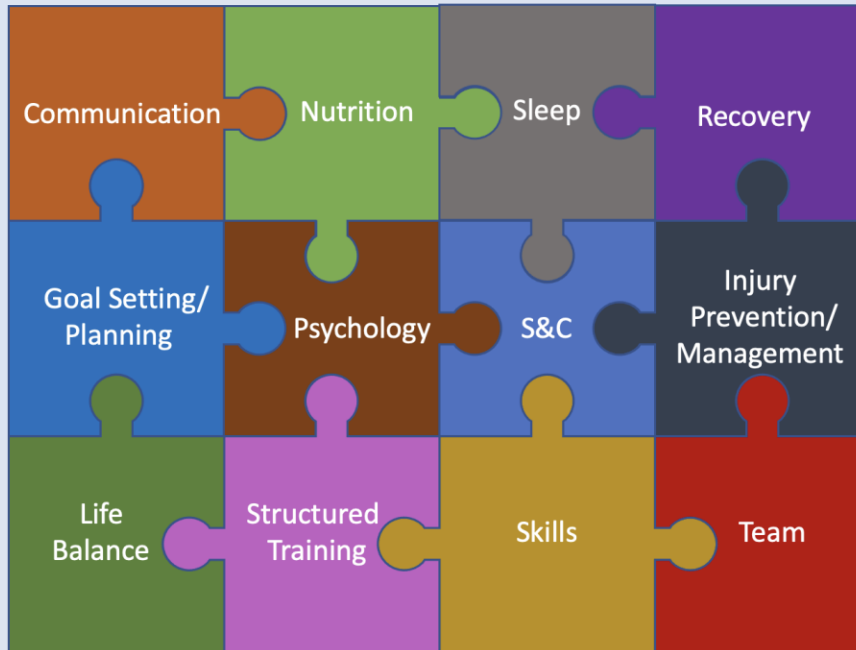 Communication
Nutrition
Sleep
Recovery
Goal Setting/
Planning
Psychology
S&C
Injury
Prevention/
Management
Life
Balance
Structured
Training
Skills
Team